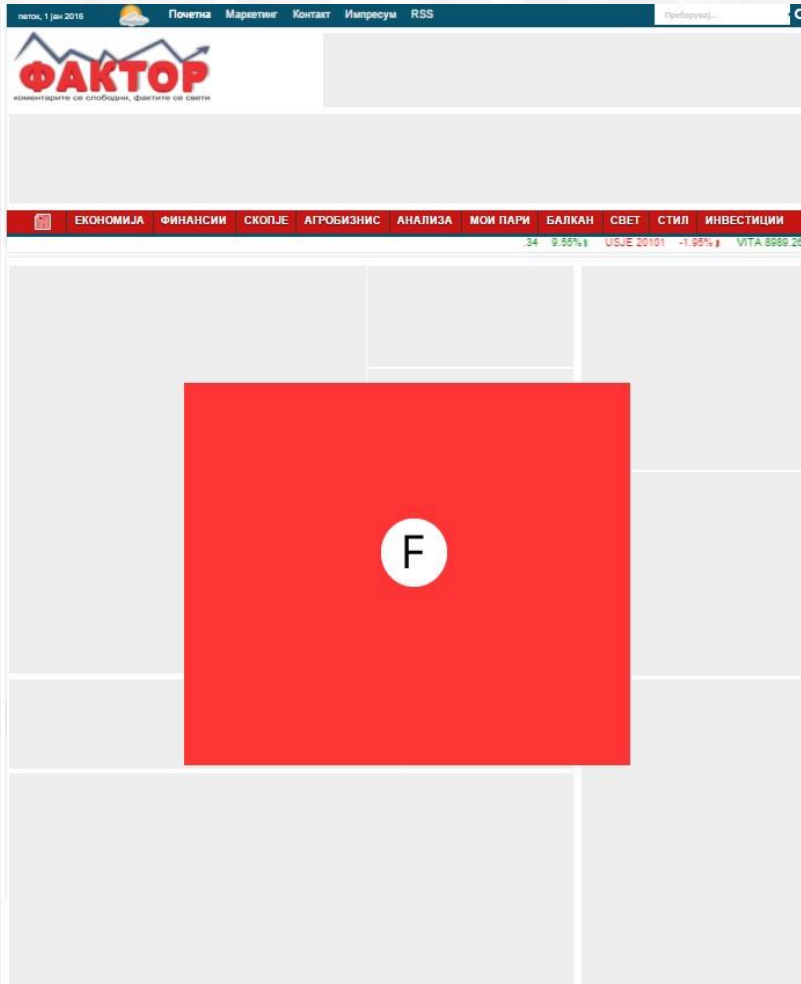 петок, 1 јан 2016
Почетна Маркетинг Контакт Импресум RSS
Пребарувај...
ФАКТОР
коментарите се слободни, фактите се свети
ЕКОНОМИЈА ФИНАНСИИ СКОПЈЕ АГРОБИЗНИС АНАЛИЗА МОИ ПАРИ БАЛКАН СВЕТ СТИЛ ИНВЕСТИЦИИ
.34 9.55% USJE 20101 -1.95% VITA 8989.26
F